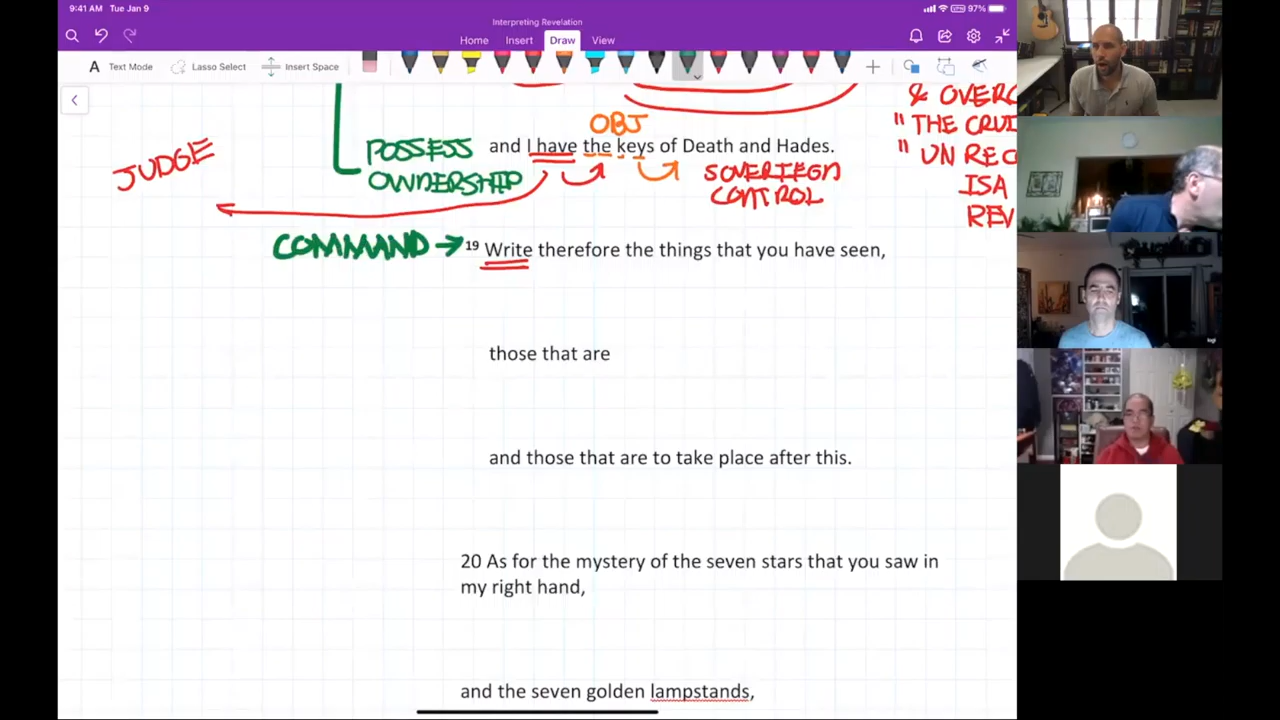 9:41 AM Tue Jan 9
97%
Interpreting Revelation
Home Insert Draw View
A Text Mode Lasso Select Insert Space
& OVERC
OBJ
" THE CRUI
POSSESS and I have the keys of Death and Hades.
" UN REC
JUDGE
OWNERSHIP
SOVERIEGN
CONTROL
ISA
REV
COMMAND → 19 Write therefore the things that you have seen,
those that are
and those that are to take place after this.
20 As for the mystery of the seven stars that you saw in
my right hand,
and the seven golden lampstands,